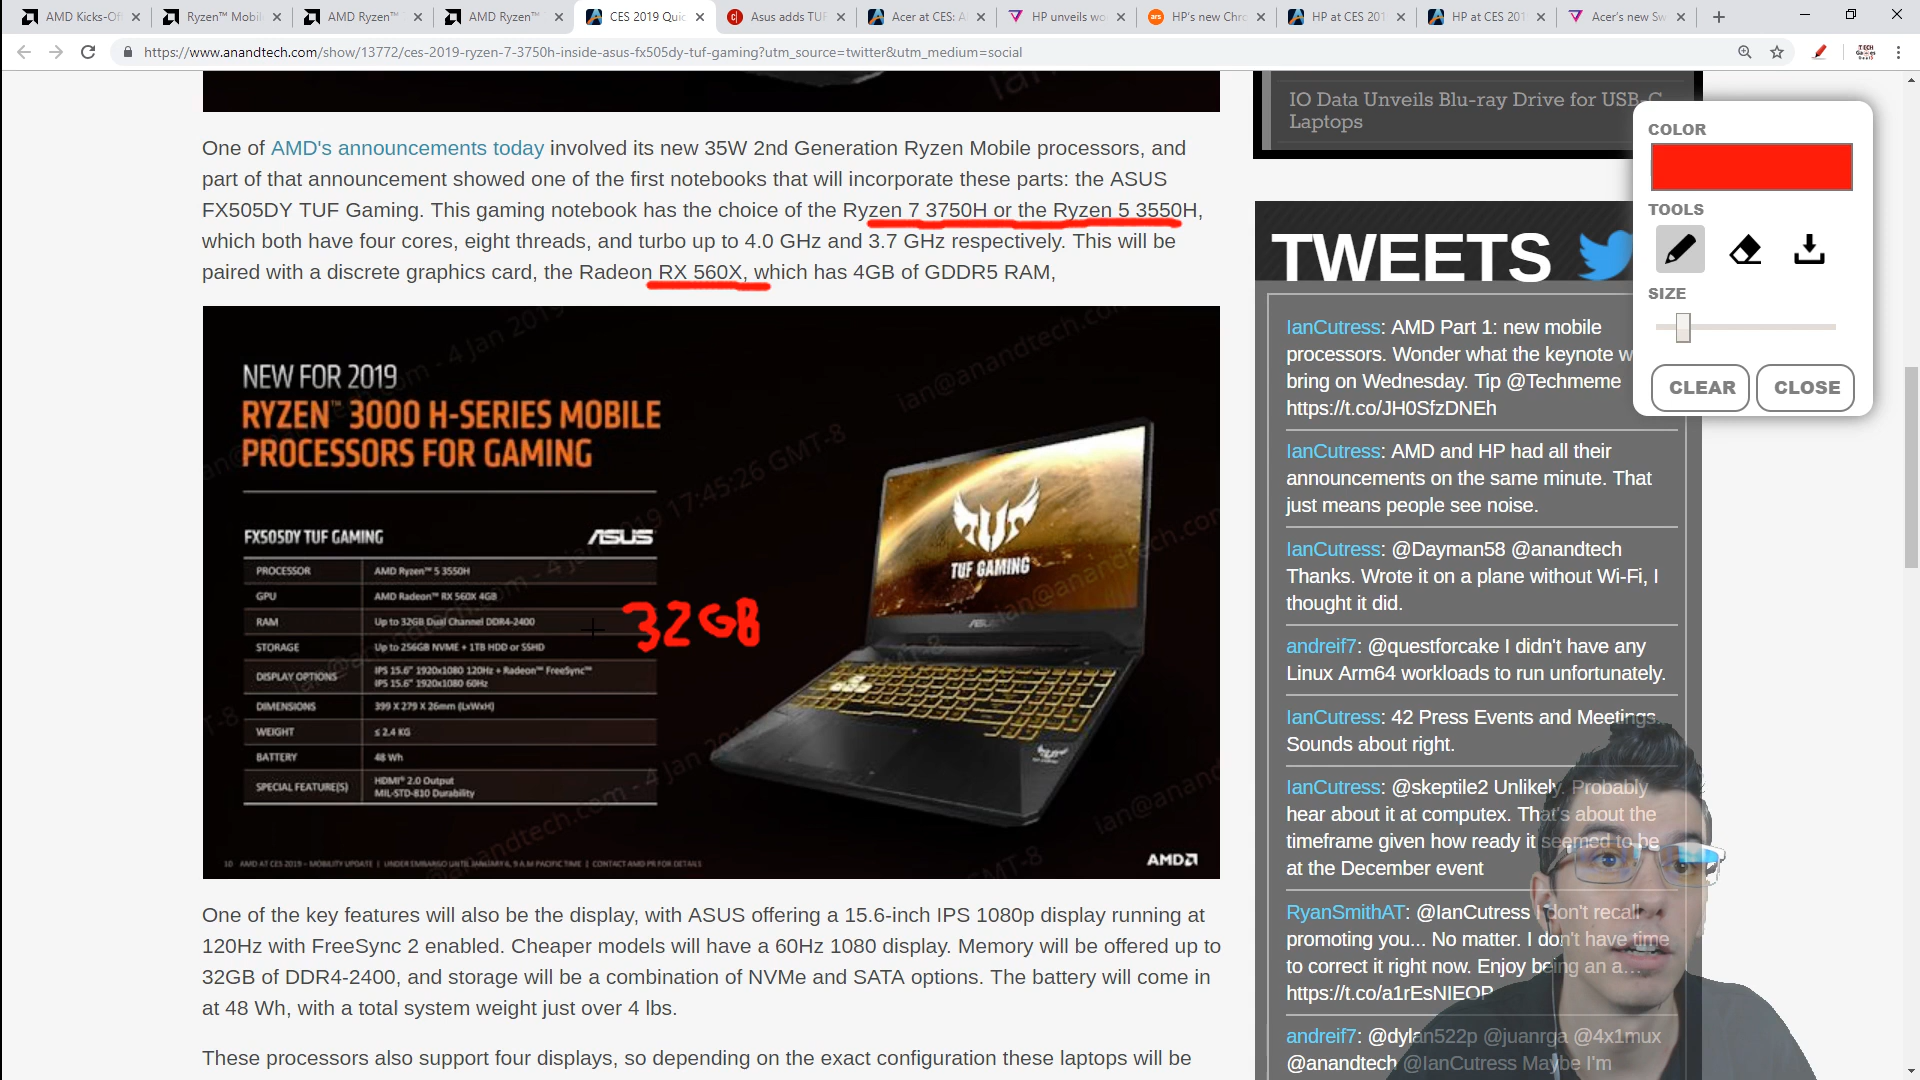 AMD Kicks-Of
Ryzen™ Mobil
AMD Ryzen™
AMD Ryzen™
CES 2019 Quic
Asus adds TUF
Acer at CES: A
HP unveils wo
HP's new Chro
HP at CES 201
HP at CES 201
Acer's new Sw
https://www.anandtech.com/show/13772/ces-2019-ryzen-7-3750h-inside-asus-fx505dy-tuf-gaming?utm_source=twitter&utm_medium=social
One of AMD's announcements today involved its new 35W 2nd Generation Ryzen Mobile processors, and
part of that announcement showed one of the first notebooks that will incorporate these parts: the ASUS
FX505DY TUF Gaming. This gaming notebook has the choice of the Ryzen 7 3750H or the Ryzen 5 3550H,
which both have four cores, eight threads, and turbo up to 4.0 GHz and 3.7 GHz respectively. This will be
paired with a discrete graphics card, the Radeon RX 560X, which has 4GB of GDDR5 RAM,
NEW FOR 2019
RYZEN™ 3000 H-SERIES MOBILE
PROCESSORS FOR GAMING
FX505DY TUF GAMING
ASUS
PROCESSOR AMD Ryzen™ 5 3550H
GPU AMD Radeon™ RX 560X 4GB
RAM Up to 32GB Dual Channel DDR4-2400
STORAGE Up to 256GB NVME + 1TB HDD or SSHD
DISPLAY OPTIONS IPS 15.6" 1920x1080 120Hz + Radeon™ FreeSync™
IPS 15.6" 1920x1080 60Hz
DIMENSIONS 399 X 279 X 26mm (LxWxH)
WEIGHT ≤ 2.4 KG
BATTERY 48 Wh
SPECIAL FEATURE(S) HDMI® 2.0 Output
MIL-STD-810 Durability
32GB
TUF GAMING
ASUS
10 AMD AT CES 2019 – MOBILITY UPDATE | UNDER EMBARGO UNTIL JANUARY 6, 9 A.M PACIFIC TIME | CONTACT AMD PR FOR DETAILS
AMD
One of the key features will also be the display, with ASUS offering a 15.6-inch IPS 1080p display running at
120Hz with FreeSync 2 enabled. Cheaper models will have a 60Hz 1080 display. Memory will be offered up to
32GB of DDR4-2400, and storage will be a combination of NVMe and SATA options. The battery will come in
at 48 Wh, with a total system weight just over 4 lbs.
These processors also support four displays, so depending on the exact configuration these laptops will be
IO Data Unveils Blu-ray Drive for USB-C
Laptops
TWEETS
IanCutress: AMD Part 1: new mobile
processors. Wonder what the keynote w
bring on Wednesday. Tip @Techmeme
https://t.co/JH0SfzDNEh
IanCutress: AMD and HP had all their
announcements on the same minute. That
just means people see noise.
IanCutress: @Dayman58 @anandtech
Thanks. Wrote it on a plane without Wi-Fi, I
thought it did.
andreif7: @questforcake I didn't have any
Linux Arm64 workloads to run unfortunately.
IanCutress: 42 Press Events and Meetings.
Sounds about right.
IanCutress: @skeptile2 Unlikely. Probably
hear about it at computex. That's about the
timeframe given how ready it seemed to be
at the December event
RyanSmithAT: @IanCutress I don't recall
promoting you... No matter. I don't have time
to correct it right now. Enjoy being an a…
https://t.co/a1rEsNIEOP
andreif7: @dylan522p @juanrga @4x1mux
@anandtech @IanCutress Maybe I'm
COLOR
TOOLS
SIZE
CLEAR
CLOSE